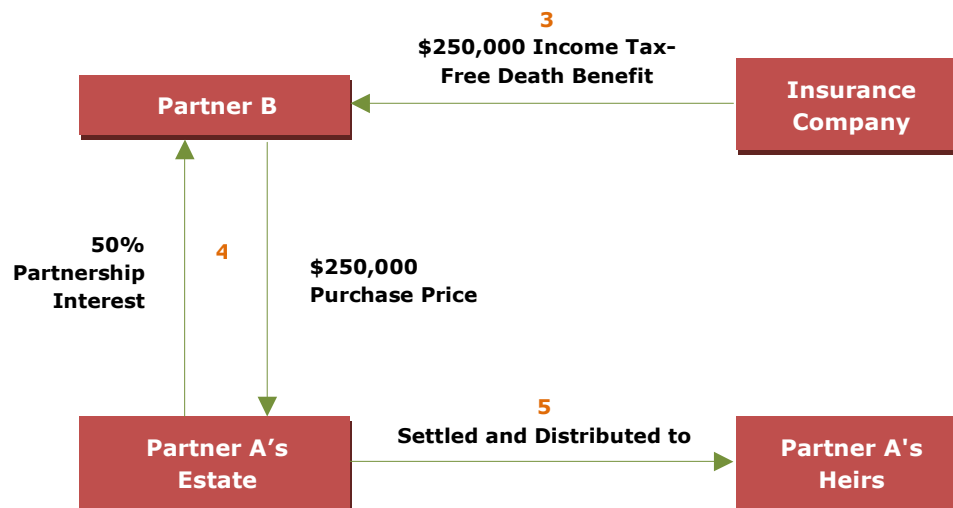 3
$250,000 Income Tax-
Free Death Benefit
Partner B
Insurance
Company
50%
Partnership
Interest
4
$250,000
Purchase Price
5
Settled and Distributed to
Partner A’s
Estate
Partner A's
Heirs